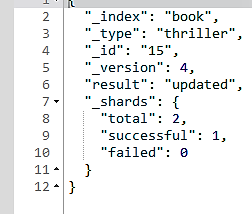 1 {
2 "_index": "book",
3 "_type": "thriller",
4 "_id": "15",
5 "_version": 4,
6 "result": "updated",
7 "_shards": {
8 "total": 2,
9 "successful": 1,
10 "failed": 0
11 }
12 }